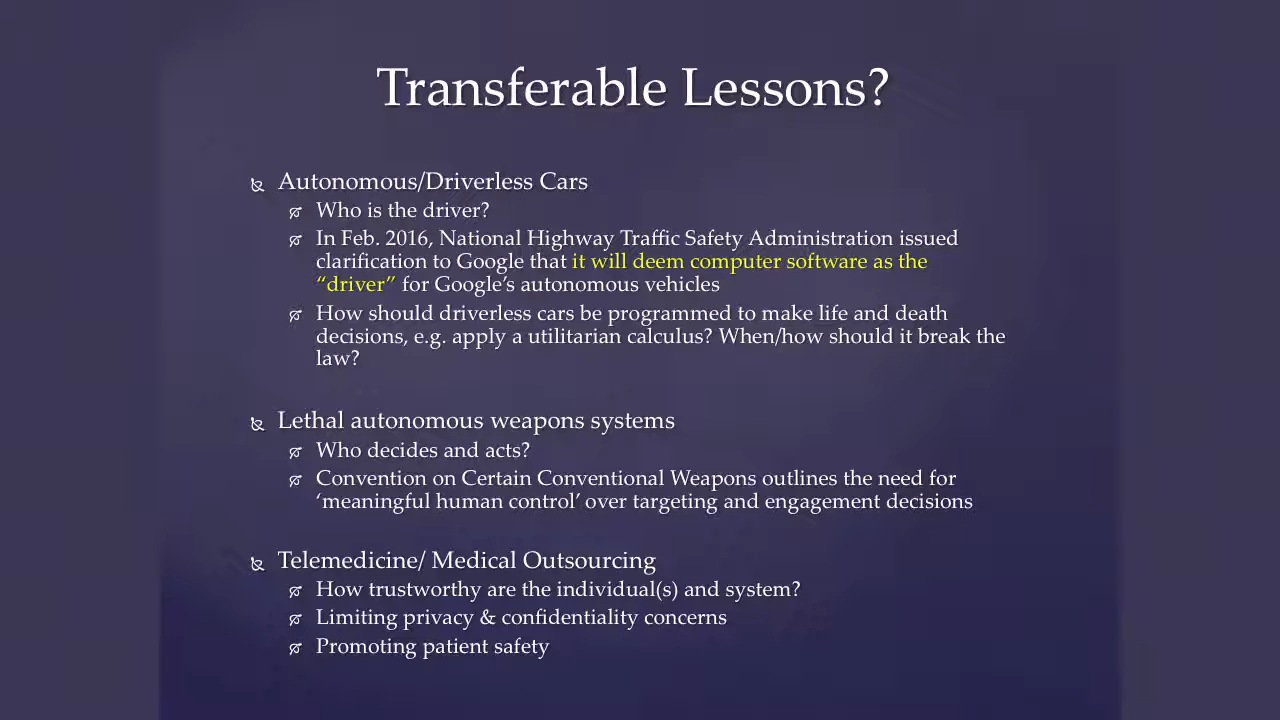 Transferable Lessons?
Autonomous/Driverless Cars
Who is the driver?
In Feb. 2016, National Highway Traffic Safety Administration issued
clarification to Google that it will deem computer software as the
“driver” for Google’s autonomous vehicles
How should driverless cars be programmed to make life and death
decisions, e.g. apply a utilitarian calculus? When/how should it break the
law?
Lethal autonomous weapons systems
Who decides and acts?
Convention on Certain Conventional Weapons outlines the need for
‘meaningful human control’ over targeting and engagement decisions
Telemedicine/ Medical Outsourcing
How trustworthy are the individual(s) and system?
Limiting privacy & confidentiality concerns
Promoting patient safety